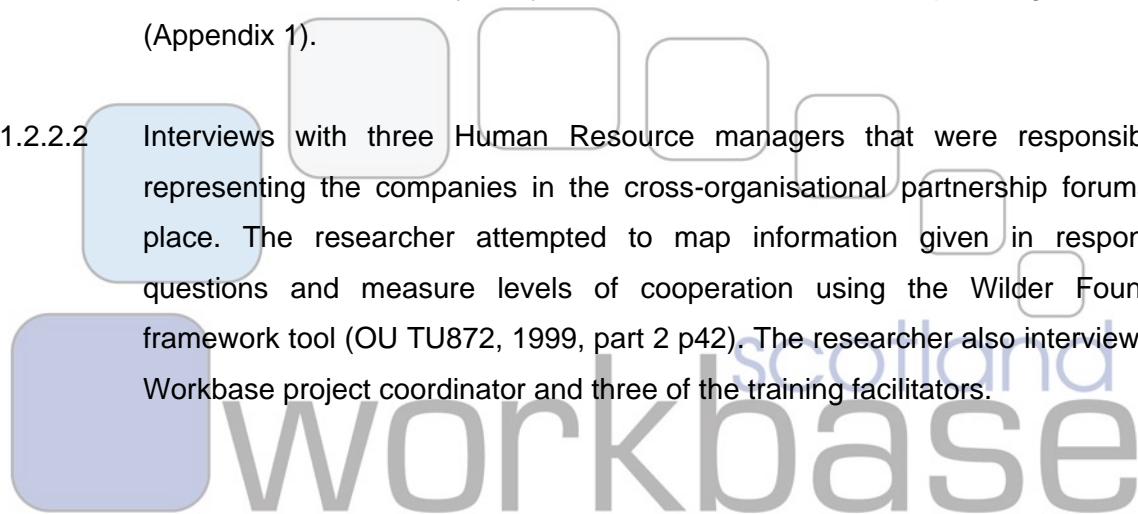 (Appendix 1).
1.2.2.2 Interviews with three Human Resource managers that were responsib
representing the companies in the cross-organisational partnership forum
place. The researcher attempted to map information given in respon
questions and measure levels of cooperation using the Wilder Foun
framework tool (OU TU872, 1999, part 2 p42). The researcher also interview
Workbase project coordinator and three of the training facilitators.
scotland
workbase